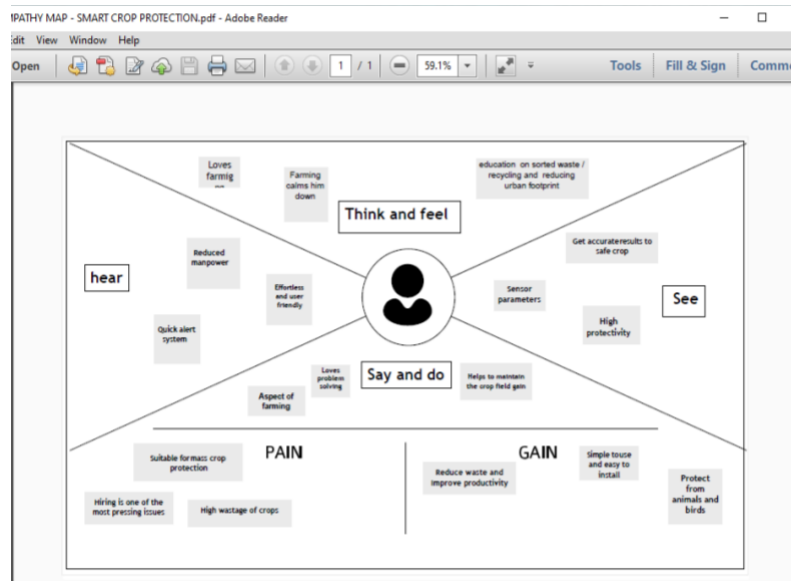 MPATHY MAP - SMART CROP PROTECTION.pdf - Adobe Reader
dit View Window Help
Open
1 / 1
59.1%
Tools
Fill & Sign
Comme
Loves
farmig
Farming
calms him
down
education on sorted waste /
recycling and reducing
urban footprint
Think and feel
Reduced
manpower
Get accurateresults to
safe crop
hear
Effortless
and user
friendly
Sensor
parameters
See
Quick alert
system
High
protectivity
Loves
problem
solving
Say and do
Helps to maintain
the crop field gain
Aspect of
farming
PAIN
Suitable formass crop
protection
Hiring is one of the
most pressing issues
High wastage of crops
GAIN
Reduce waste and
improve productivity
Simple touse
and easy to
install
Protect
from
animals and
birds